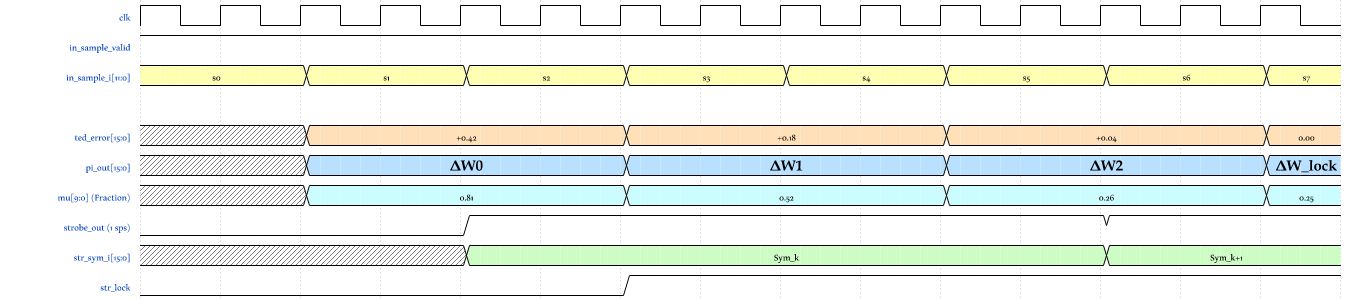 clk
in_sample_valid
in_sample_i[11:0] s0 s1 s2 s3 s4 s5 s6 s7
ted_error[15:0] +0.42 +0.18 +0.04 0.00
pi_out[15:0] ΔW0 ΔW1 ΔW2 ΔW_lock
mu[9:0] (Fraction) 0.81 0.52 0.26 0.25
strobe_out (1 sps)
str_sym_i[15:0] Sym_k Sym_k+1
str_lock